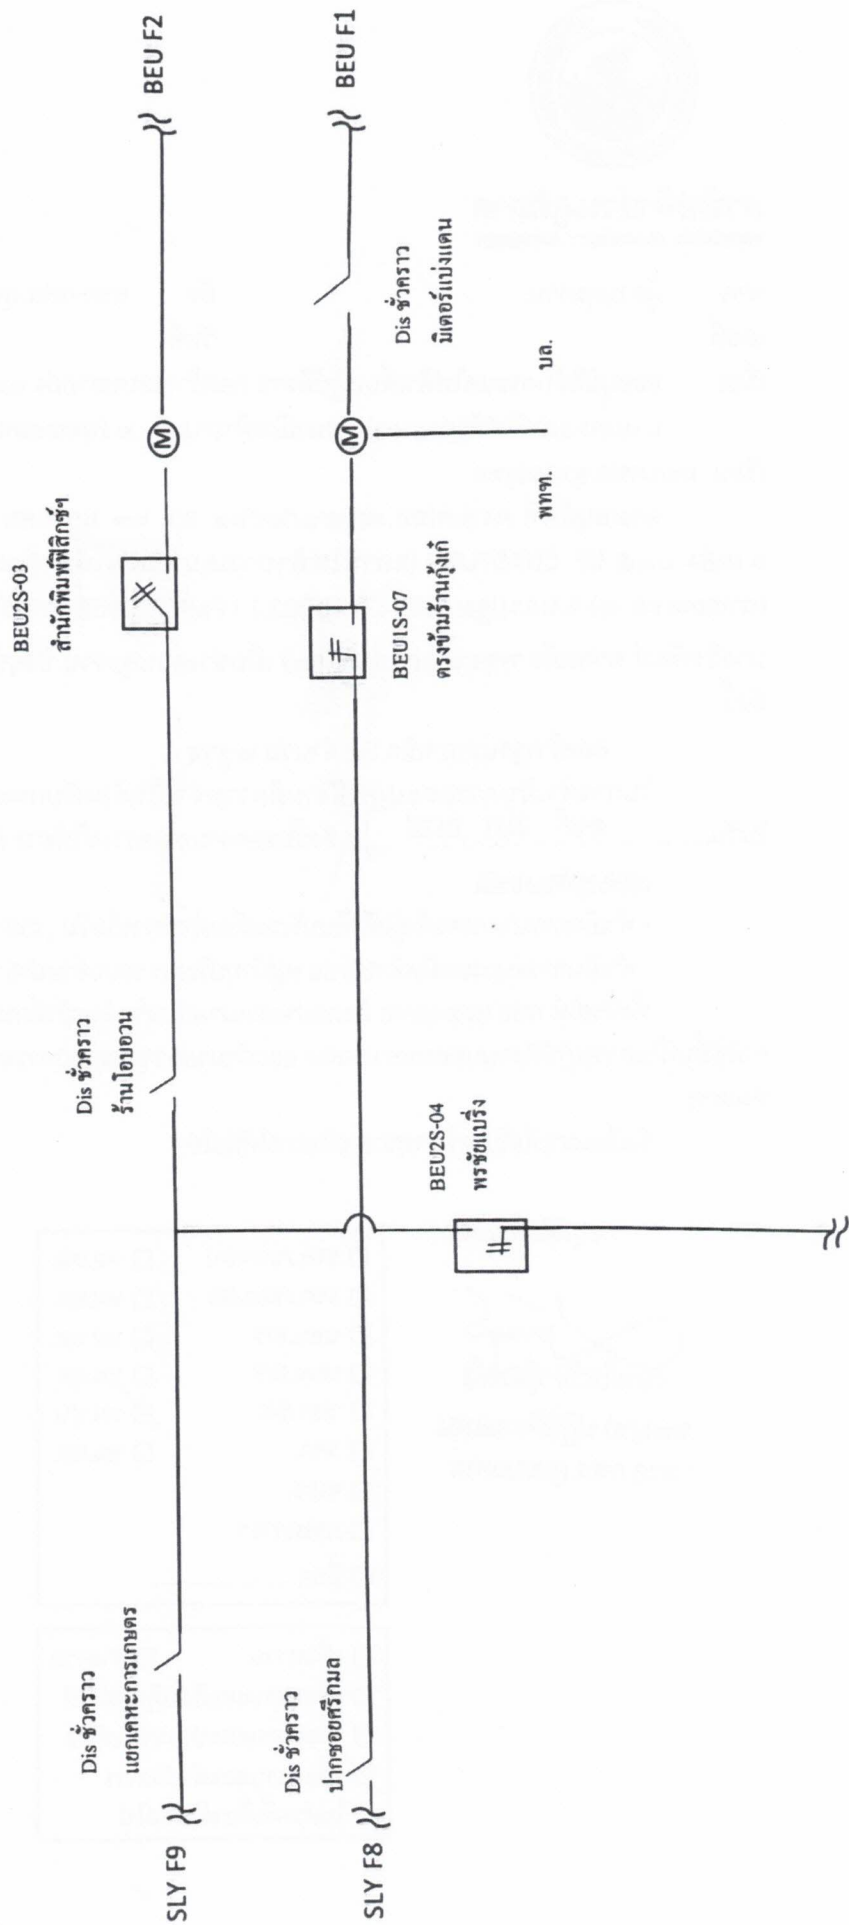 BEU F2
BEU2S-03
สำนักพิมพ์ฟิสิกซ์ฯ
M
Dis ชั่วคราว
ร้านโอบอวน
Dis ชั่วคราว
แยกเคหะการเกษตร
SLY F9
BEU F1
Dis ชั่วคราว
มิเตอร์แบ่งแดน
M
บล.
พทฑ.
BEU1S-07
ตรงข้ามร้านกุ้งเก๋
BEU2S-04
พรชัยแปริ่ง
Dis ชั่วคราว
ปากซอยศรีกมล
SLY F8